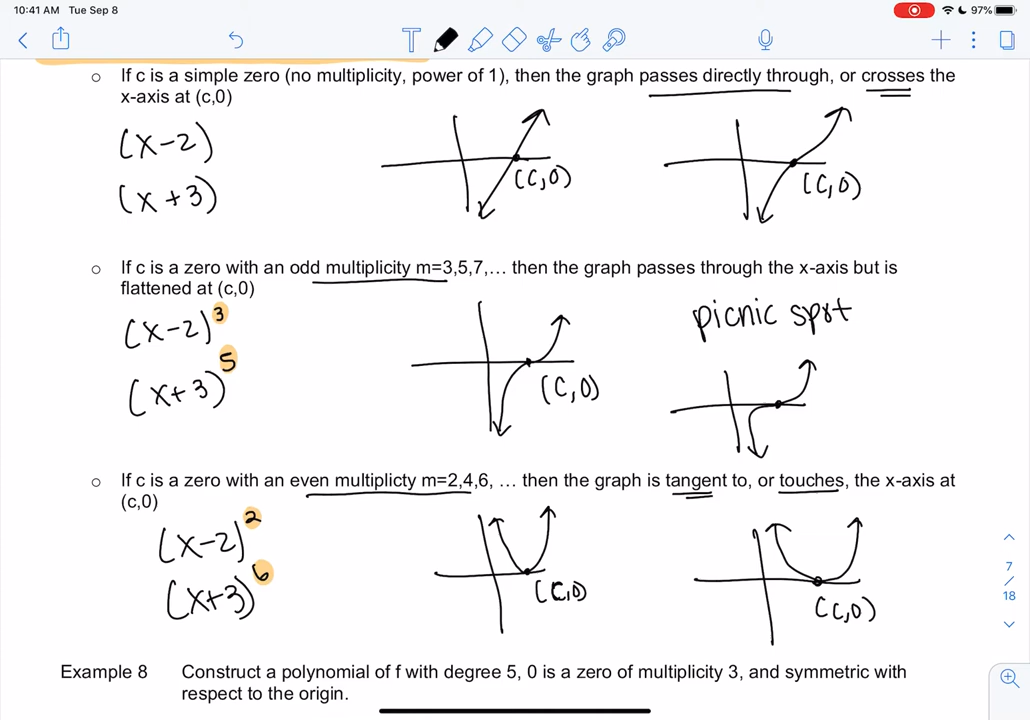 10:41 AM Tue Sep 8
97%
T
○ If c is a simple zero (no multiplicity, power of 1), then the graph passes directly through, or crosses the
x-axis at (c,0)
(x-2)
(x+3)
(c,0)
(c,0)
○ If c is a zero with an odd multiplicity m=3,5,7,… then the graph passes through the x-axis but is
flattened at (c,0)
(x-2)³
(x+3)⁵
(c,0)
picnic spot
○ If c is a zero with an even multiplicty m=2,4,6, … then the graph is tangent to, or touches, the x-axis at
(c,0)
(x-2)²
(x+3)⁶
(c,0)
(c,0)
7
/
18
Example 8 Construct a polynomial of f with degree 5, 0 is a zero of multiplicity 3, and symmetric with
respect to the origin.